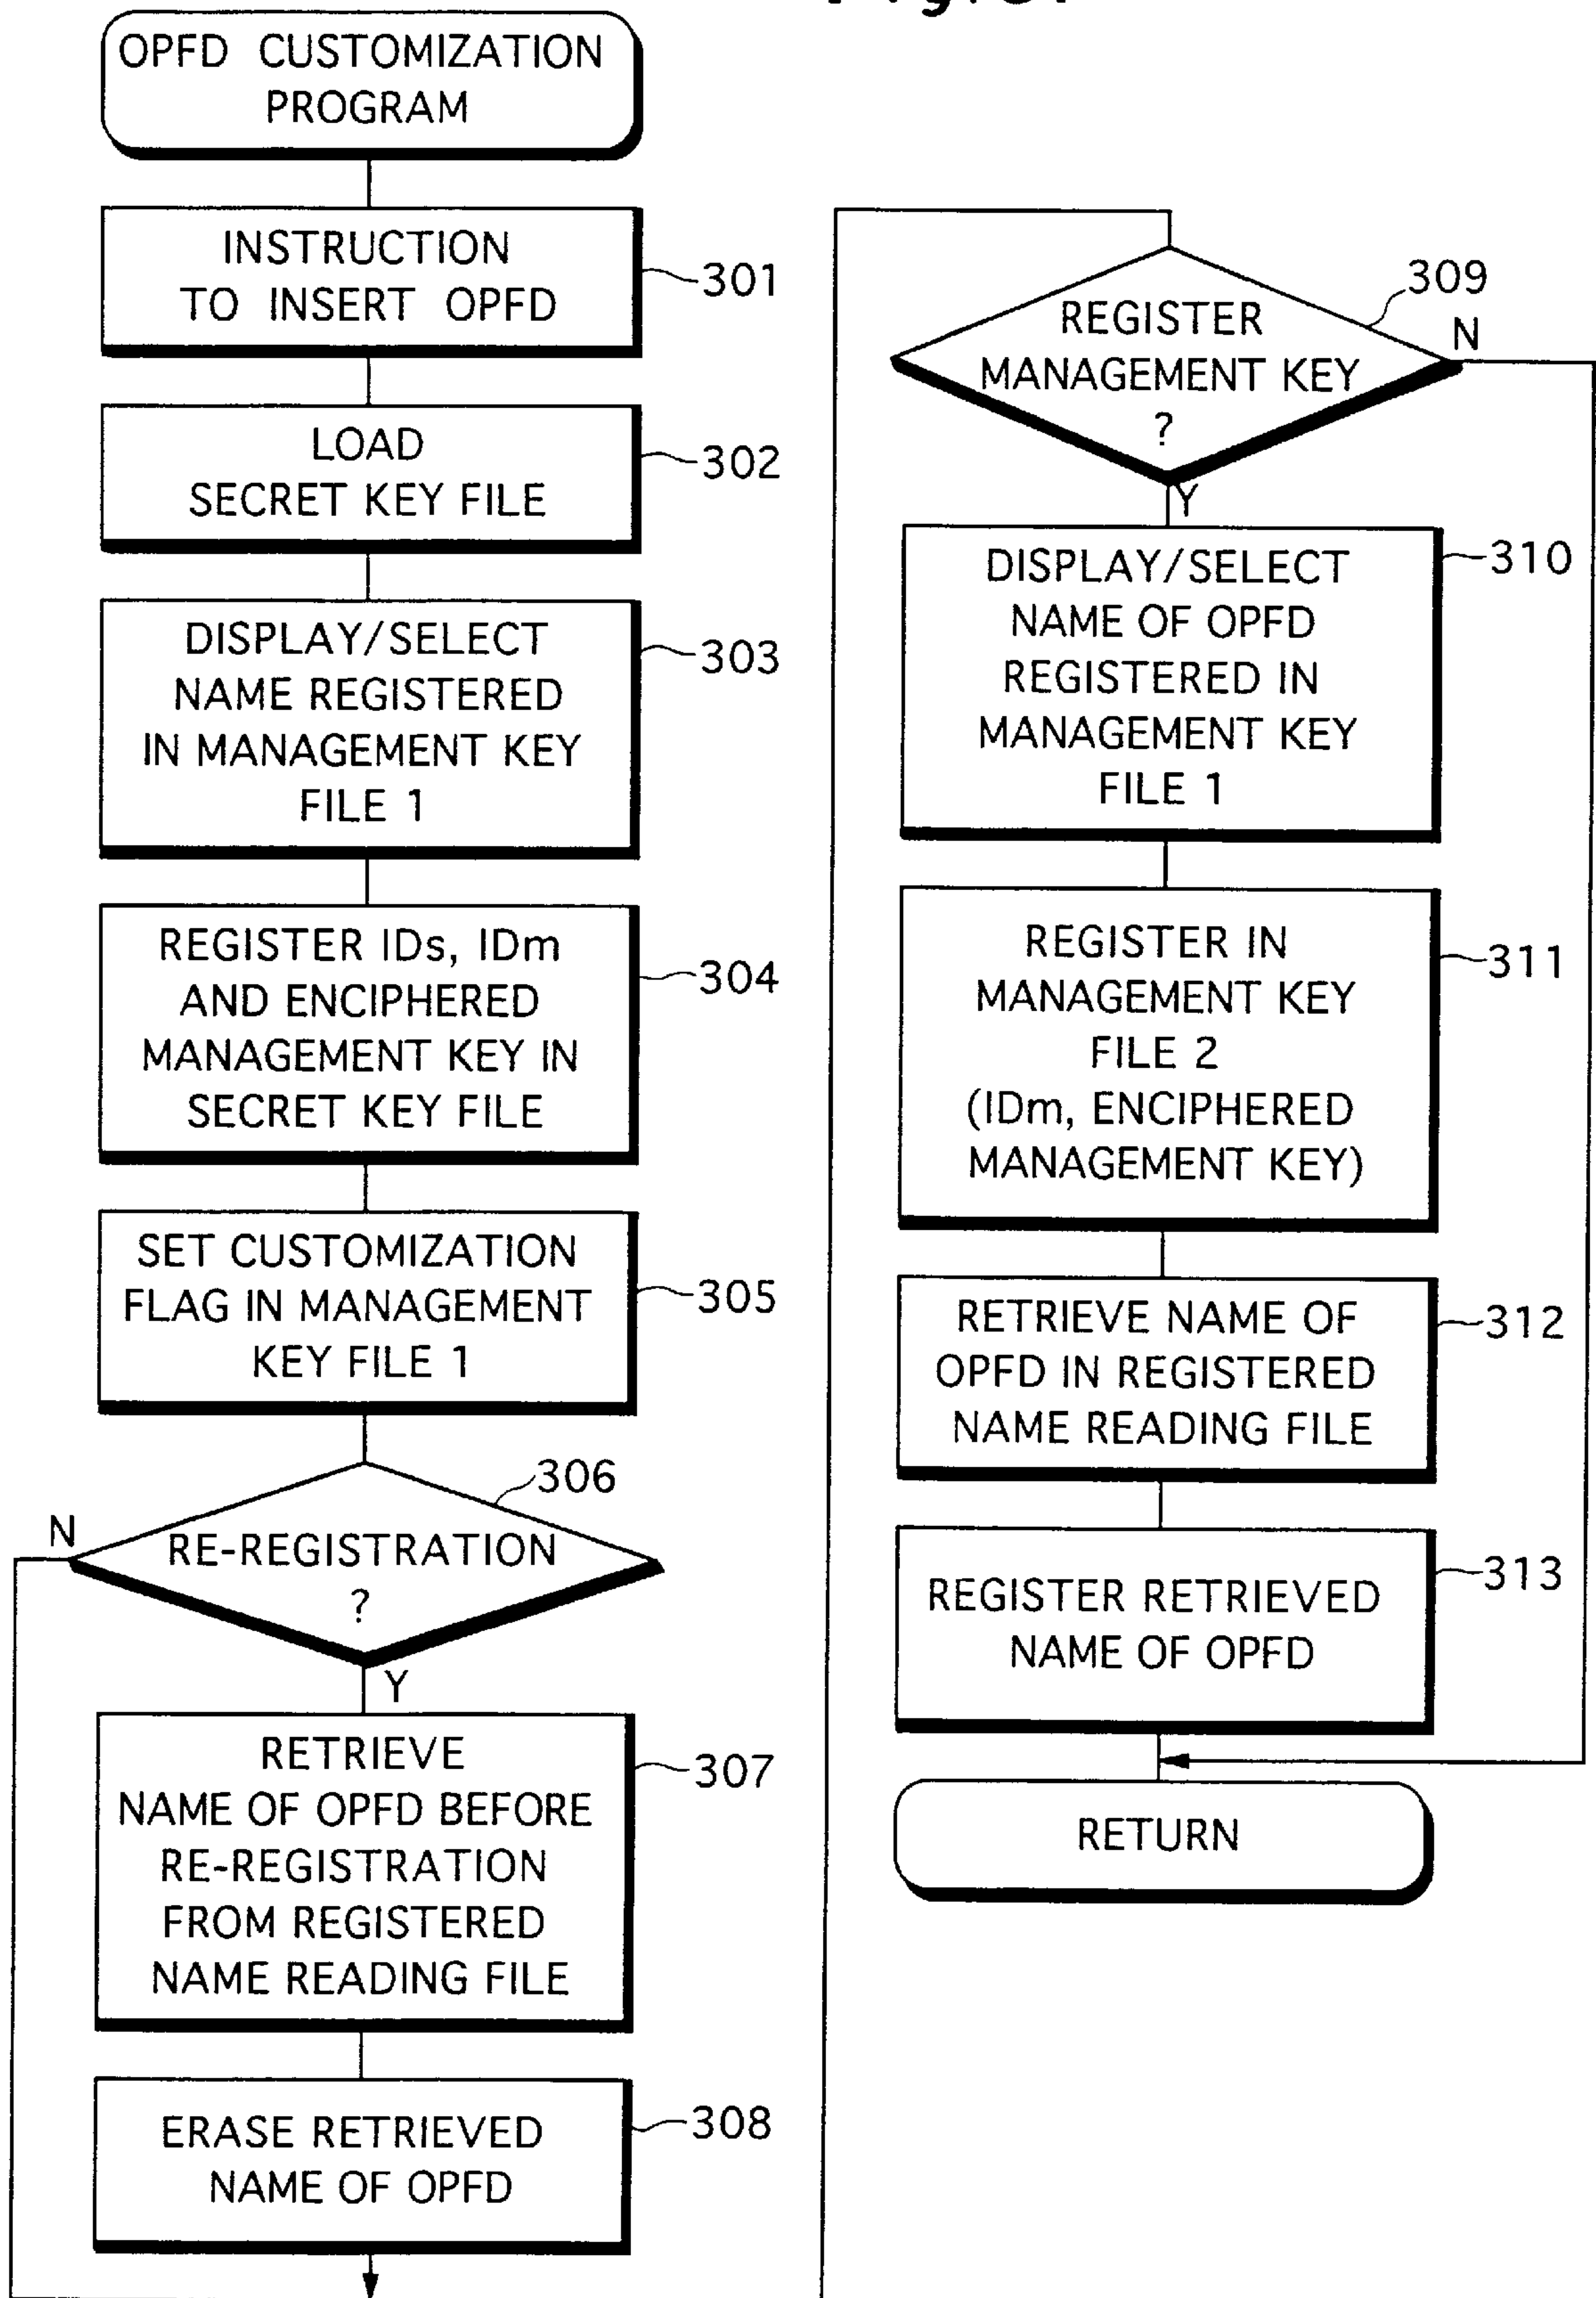 OPFD CUSTOMIZATION
PROGRAM
INSTRUCTION
TO INSERT OPFD
301
LOAD
SECRET KEY FILE
302
DISPLAY/SELECT
NAME REGISTERED
IN MANAGEMENT KEY
FILE 1
303
REGISTER IDs, IDm
AND ENCIPHERED
MANAGEMENT KEY IN
SECRET KEY FILE
304
SET CUSTOMIZATION
FLAG IN MANAGEMENT
KEY FILE 1
305
306
N
RE-REGISTRATION
?
Y
RETRIEVE
NAME OF OPFD BEFORE
RE-REGISTRATION
FROM REGISTERED
NAME READING FILE
307
ERASE RETRIEVED
NAME OF OPFD
308
309
REGISTER
MANAGEMENT KEY
?
N
Y
DISPLAY/SELECT
NAME OF OPFD
REGISTERED IN
MANAGEMENT KEY
FILE 1
310
REGISTER IN
MANAGEMENT KEY
FILE 2
(IDm, ENCIPHERED
MANAGEMENT KEY)
311
RETRIEVE NAME OF
OPFD IN REGISTERED
NAME READING FILE
312
REGISTER RETRIEVED
NAME OF OPFD
313
RETURN